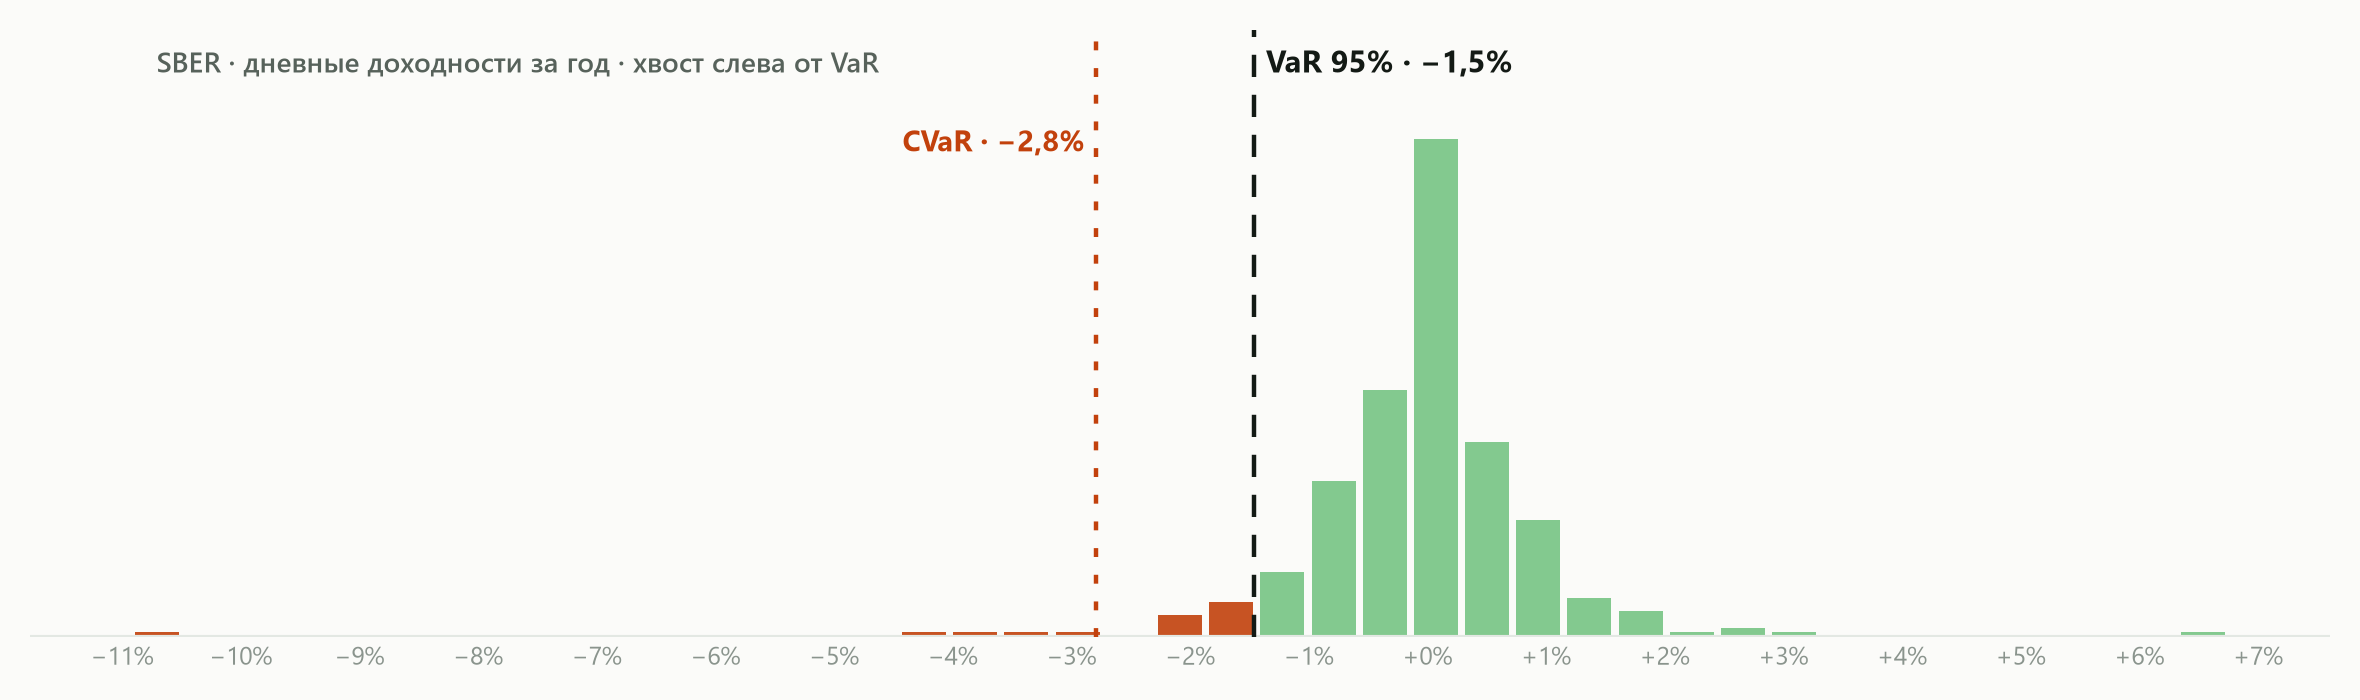 SBER · дневные доходности за год · хвост слева от VaR
VaR 95% · −1,5%
CVaR · −2,8%
−11% −10% −9% −8% −7% −6% −5% −4% −3% −2% −1% +0% +1% +2% +3% +4% +5% +6% +7%